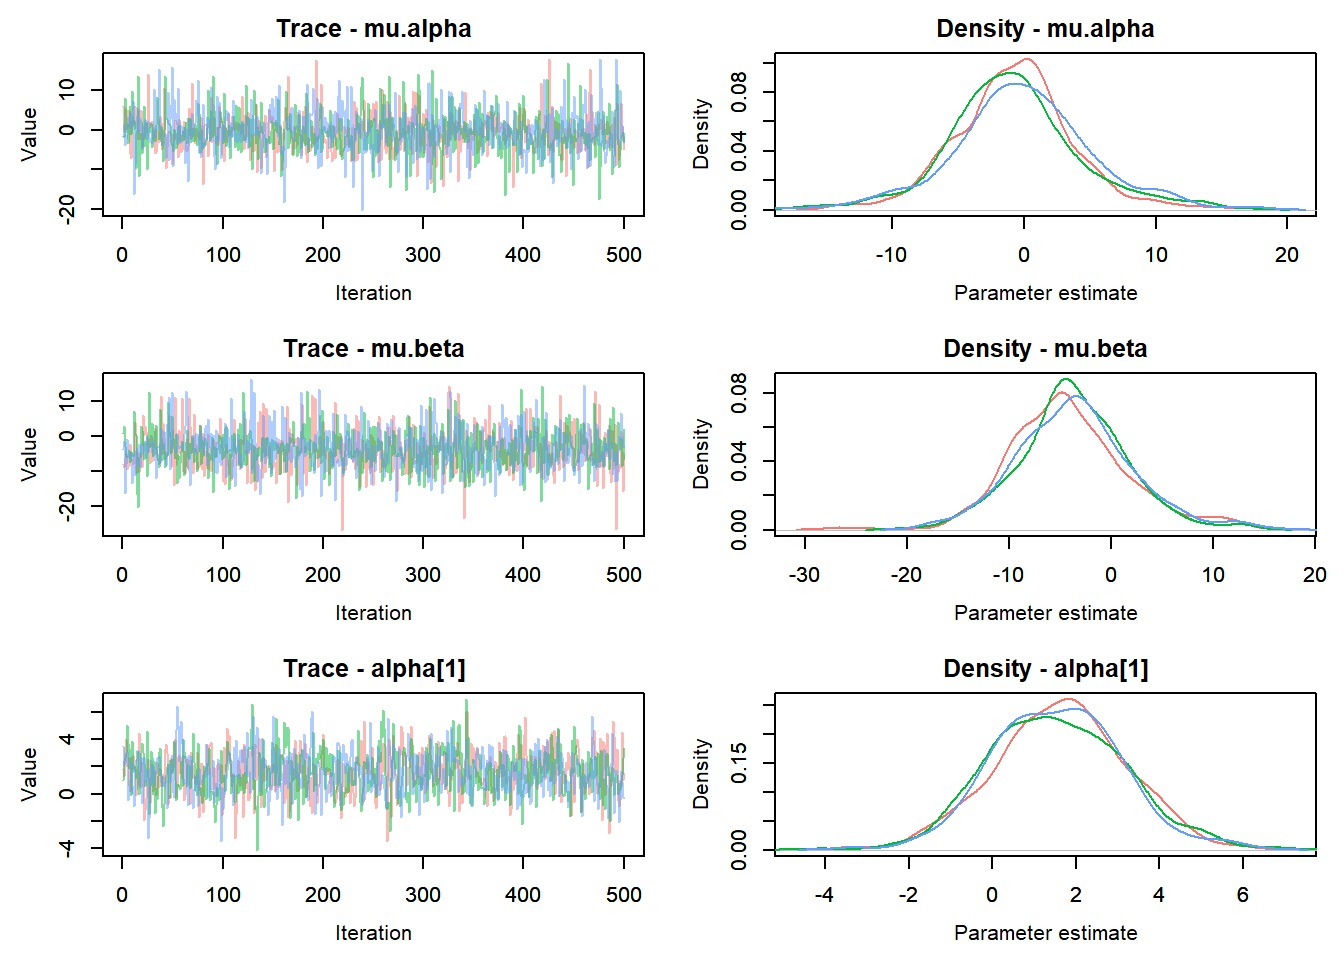 Trace - mu.alpha
Value
10
0
-20
0 100 200 300 400 500
Iteration
Density - mu.alpha
Density
0.08
0.04
0.00
-10 0 10 20
Parameter estimate
Trace - mu.beta
Value
10
0
-20
0 100 200 300 400 500
Iteration
Density - mu.beta
Density
0.08
0.04
0.00
-30 -20 -10 0 10 20
Parameter estimate
Trace - alpha[1]
Value
4
0
-4
0 100 200 300 400 500
Iteration
Density - alpha[1]
Density
0.15
0.00
-4 -2 0 2 4 6
Parameter estimate